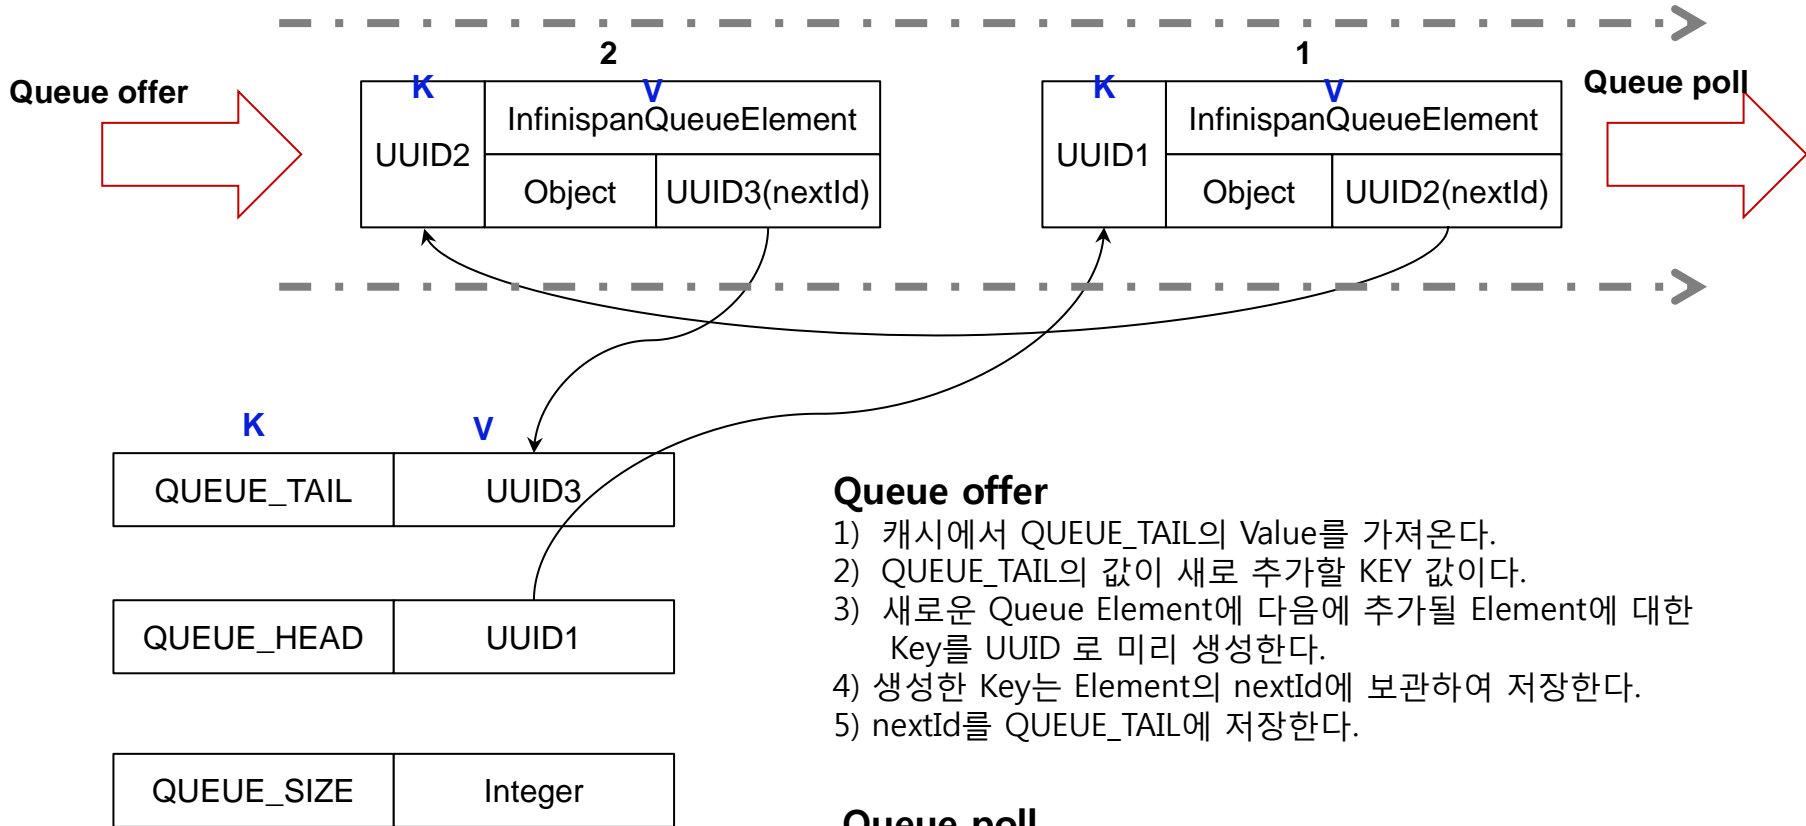 2
1
Queue offer
K
V
K
V
Queue poll
UUID2
InfinispanQueueElement
Object
UUID3(nextId)
UUID1
InfinispanQueueElement
Object
UUID2(nextId)
K
V
QUEUE_TAIL
UUID3
QUEUE_HEAD
UUID1
QUEUE_SIZE
Integer
Queue offer
1) 캐시에서 QUEUE_TAIL의 Value를 가져온다.
2) QUEUE_TAIL의 값이 새로 추가할 KEY 값이다.
3) 새로운 Queue Element에 다음에 추가될 Element에 대한
Key를 UUID 로 미리 생성한다.
4) 생성한 Key는 Element의 nextId에 보관하여 저장한다.
5) nextId를 QUEUE_TAIL에 저장한다.
Queue poll